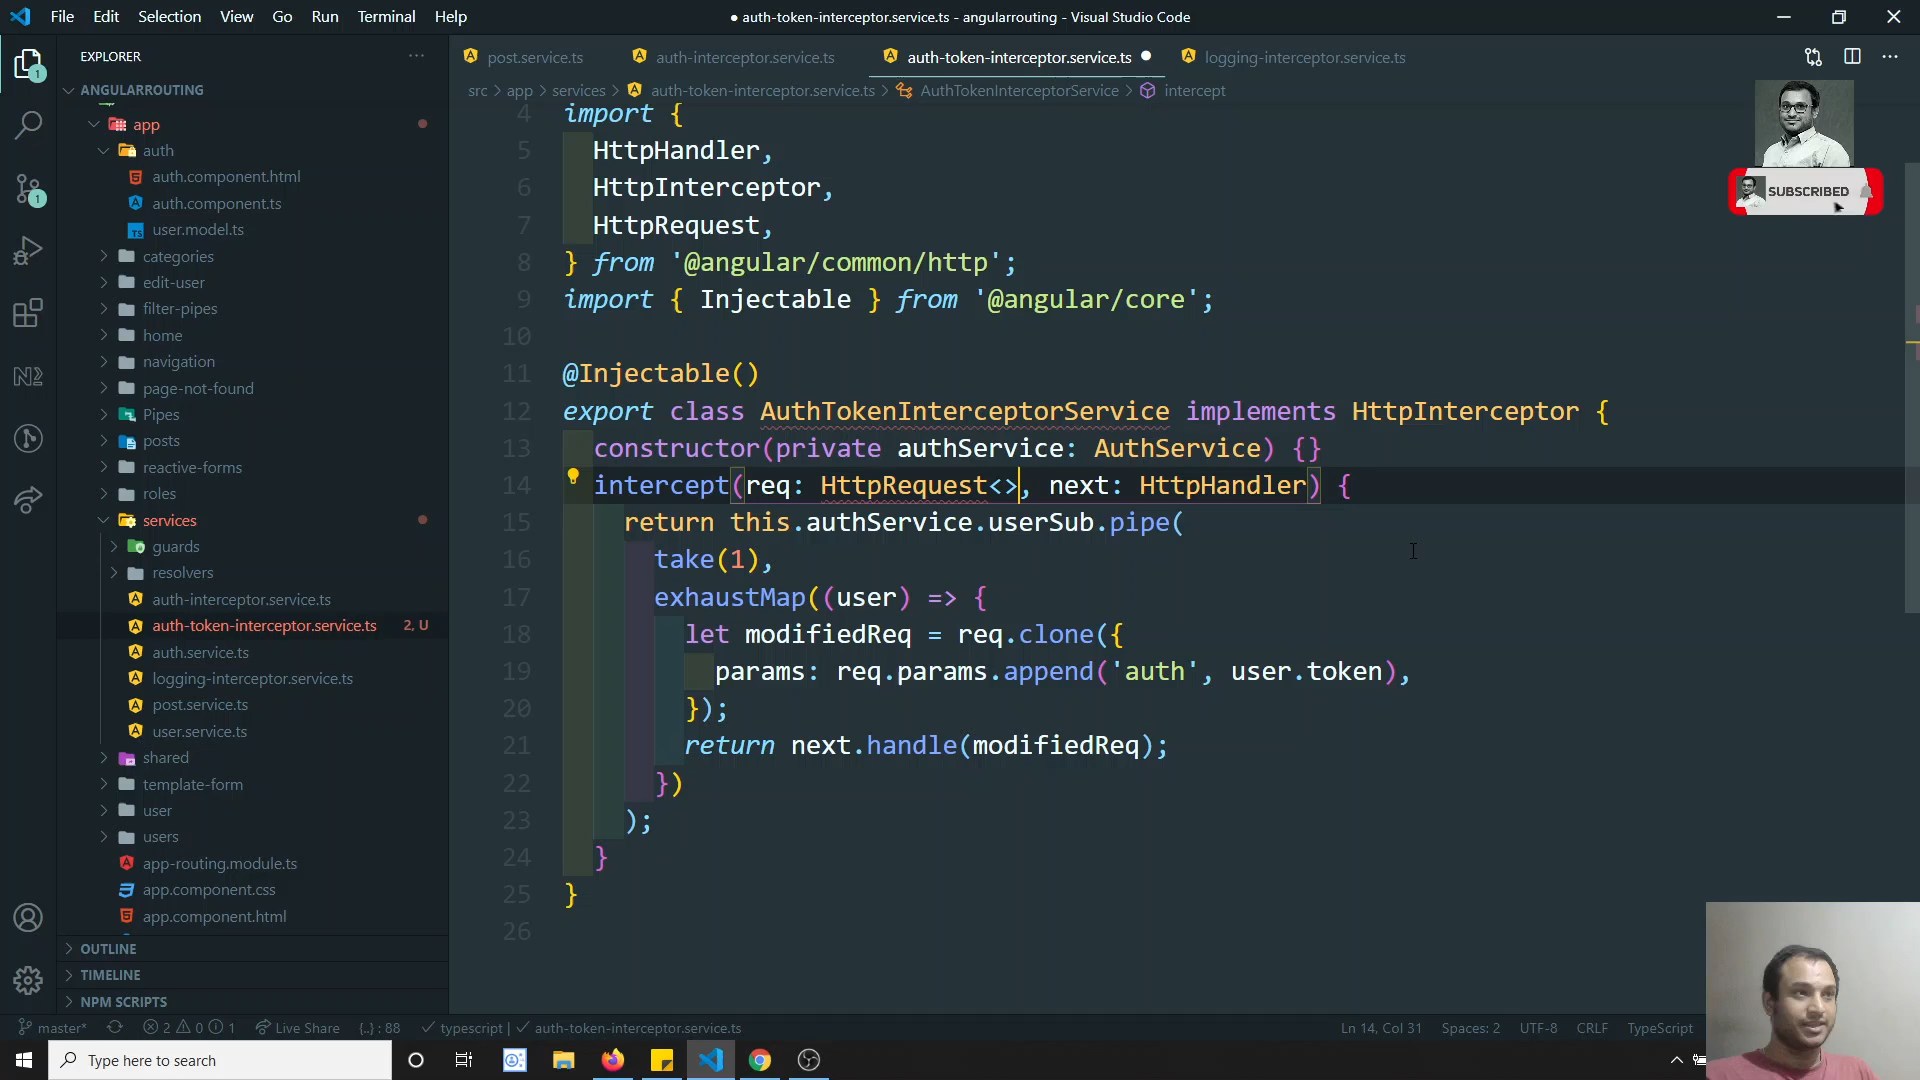 File Edit Selection View Go Run Terminal Help
● auth-token-interceptor.service.ts - angularrouting - Visual Studio Code
EXPLORER
ANGULARROUTING
app
auth
auth.component.html
auth.component.ts
user.model.ts
categories
edit-user
filter-pipes
home
navigation
page-not-found
Pipes
posts
reactive-forms
roles
services
guards
resolvers
auth-interceptor.service.ts
auth-token-interceptor.service.ts 2, U
auth.service.ts
logging-interceptor.service.ts
post.service.ts
user.service.ts
shared
template-form
user
users
app-routing.module.ts
app.component.css
app.component.html
OUTLINE
TIMELINE
NPM SCRIPTS
post.service.ts auth-interceptor.service.ts auth-token-interceptor.service.ts logging-interceptor.service.ts
src > app > services > auth-token-interceptor.service.ts > AuthTokenInterceptorService > intercept
4 import {
5 HttpHandler,
6 HttpInterceptor,
7 HttpRequest,
8 } from '@angular/common/http';
9 import { Injectable } from '@angular/core';
10
11 @Injectable()
12 export class AuthTokenInterceptorService implements HttpInterceptor {
13 constructor(private authService: AuthService) {}
14 intercept(req: HttpRequest<>, next: HttpHandler) {
15 return this.authService.userSub.pipe(
16 take(1),
17 exhaustMap((user) => {
18 let modifiedReq = req.clone({
19 params: req.params.append('auth', user.token),
20 });
21 return next.handle(modifiedReq);
22 })
23 );
24 }
25 }
26
SUBSCRIBED
1
1
master* 2 0 1 Live Share {..} : 88 typescript | auth-token-interceptor.service.ts Ln 14, Col 31 Spaces: 2 UTF-8 CRLF TypeScript
Type here to search